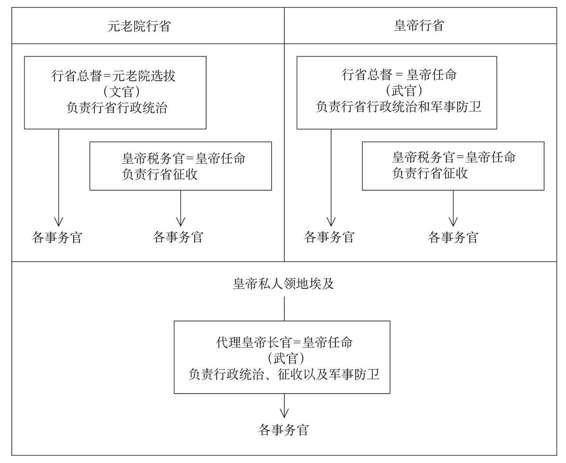 元老院行省
皇帝行省
行省总督=元老院选拔
（文官）
负责行省行政统治
皇帝税务官=皇帝任命
负责行省征收
各事务官
各事务官
行省总督 = 皇帝任命
（武官）
负责行省行政统治和军事防卫
皇帝税务官=皇帝任命
负责行省征收
各事务官
各事务官
皇帝私人领地埃及
代理皇帝长官=皇帝任命
（武官）
负责行政统治、征收以及军事防卫
各事务官